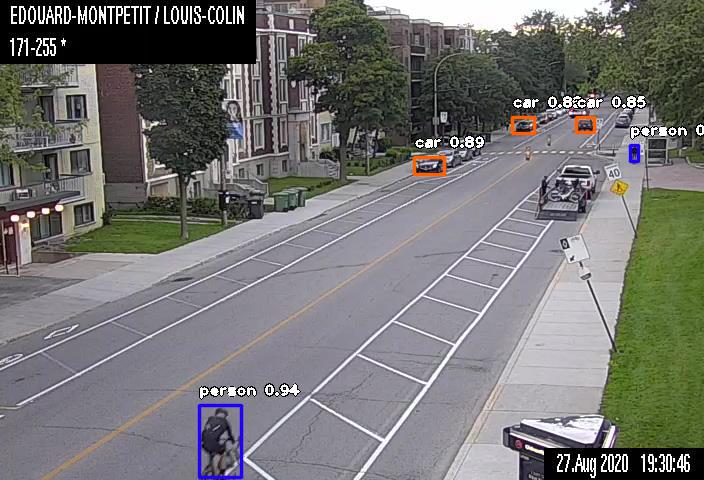 EDOUARD-MONTPETIT / LOUIS-COLIN
171-255 *
car 0.8
car 0.85
person 0
car 0.89
40
person 0.94
27.Aug 2020 19:30:46